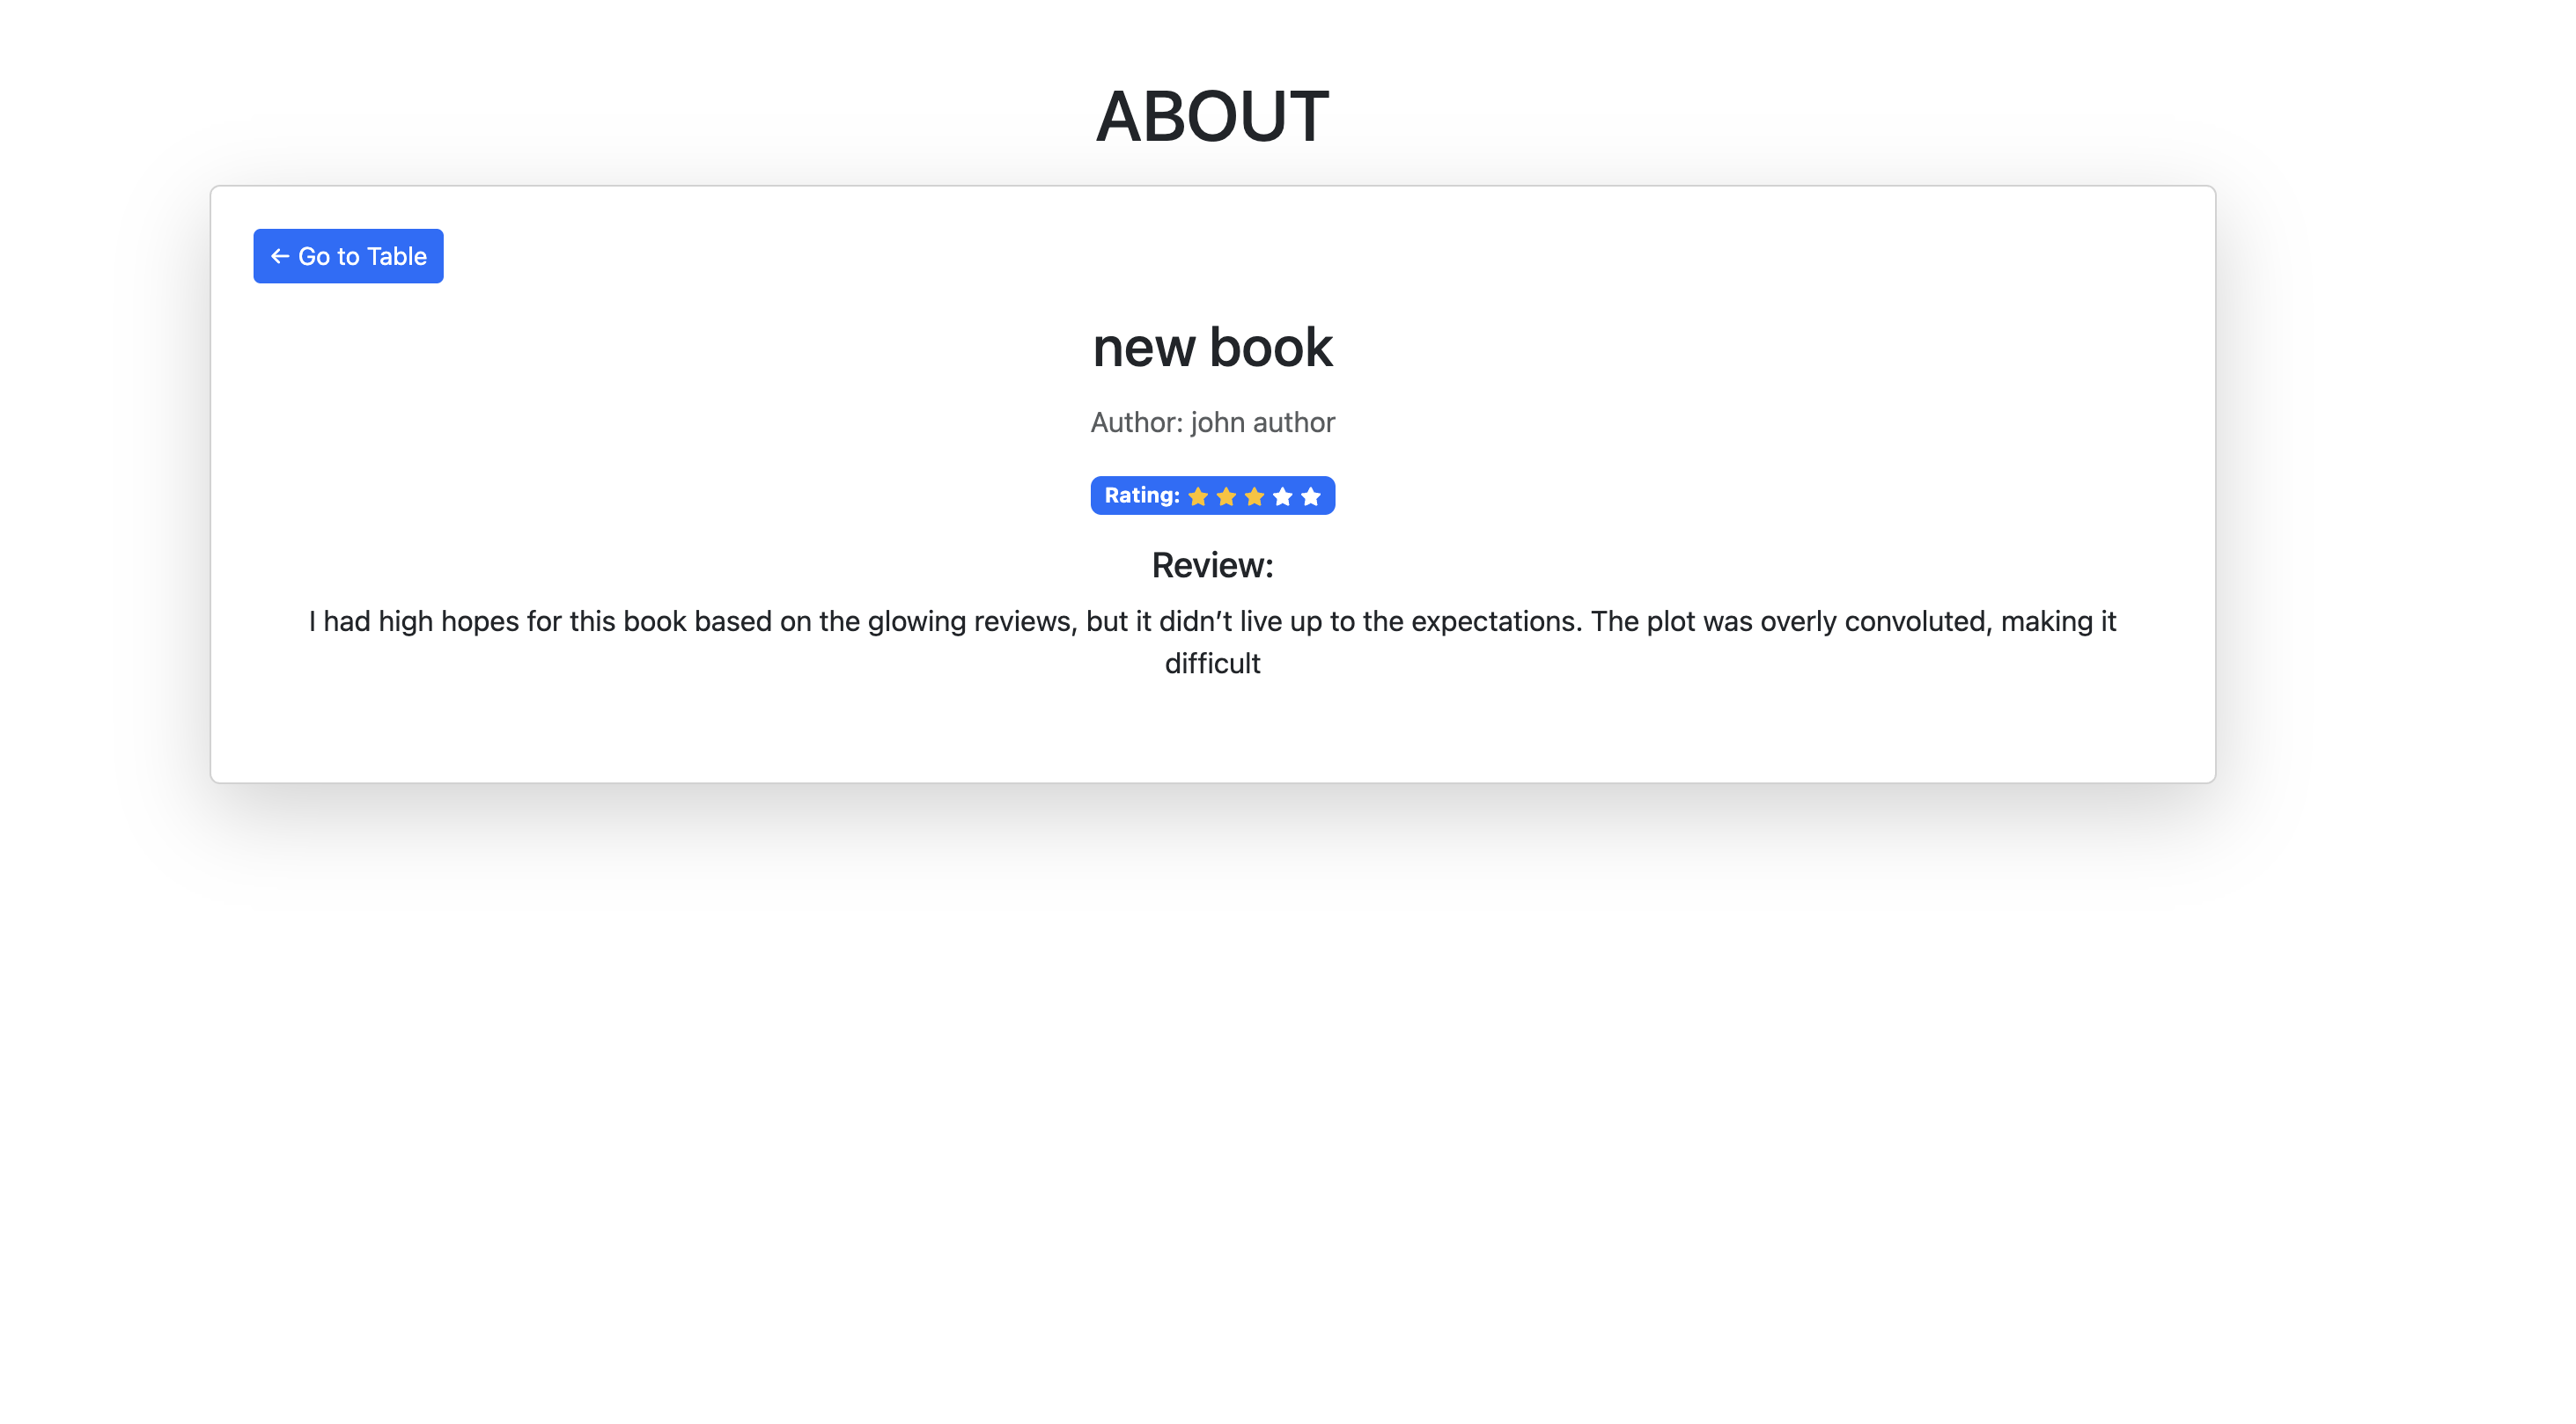 ABOUT
← Go to Table
new book
Author: john author
Rating:
Review:
I had high hopes for this book based on the glowing reviews, but it didn’t live up to the expectations. The plot was overly convoluted, making it
difficult